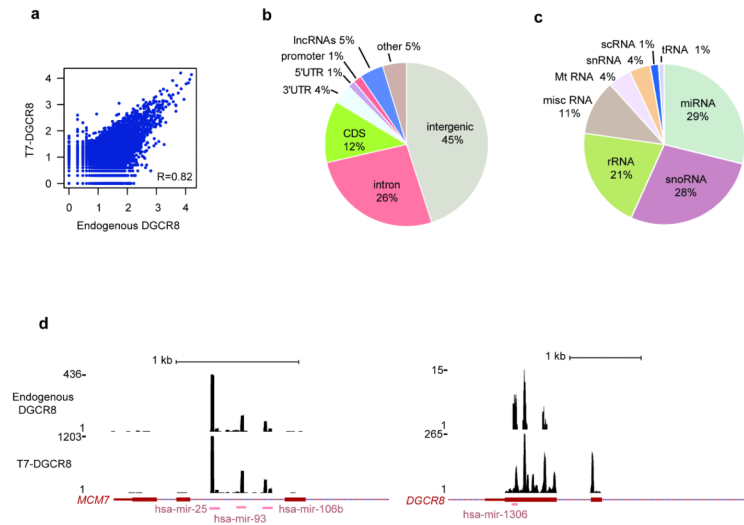 a
T7-DGCR8
4
3
2
1
0
R=0.82
0 1 2 3 4
Endogenous DGCR8
b
lncRNAs 5%
other 5%
promoter 1%
5'UTR 1%
3'UTR 4%
CDS
12%
intergenic
45%
intron
26%
c
scRNA 1%
tRNA 1%
snRNA 4%
Mt RNA 4%
misc RNA
11%
miRNA
29%
rRNA
21%
snoRNA
28%
d
1 kb
436
Endogenous
DGCR8
1
1203
T7-DGCR8
1
MCM7
hsa-mir-25
hsa-mir-93
hsa-mir-106b
1 kb
15
1
265
1
DGCR8
hsa-mir-1306